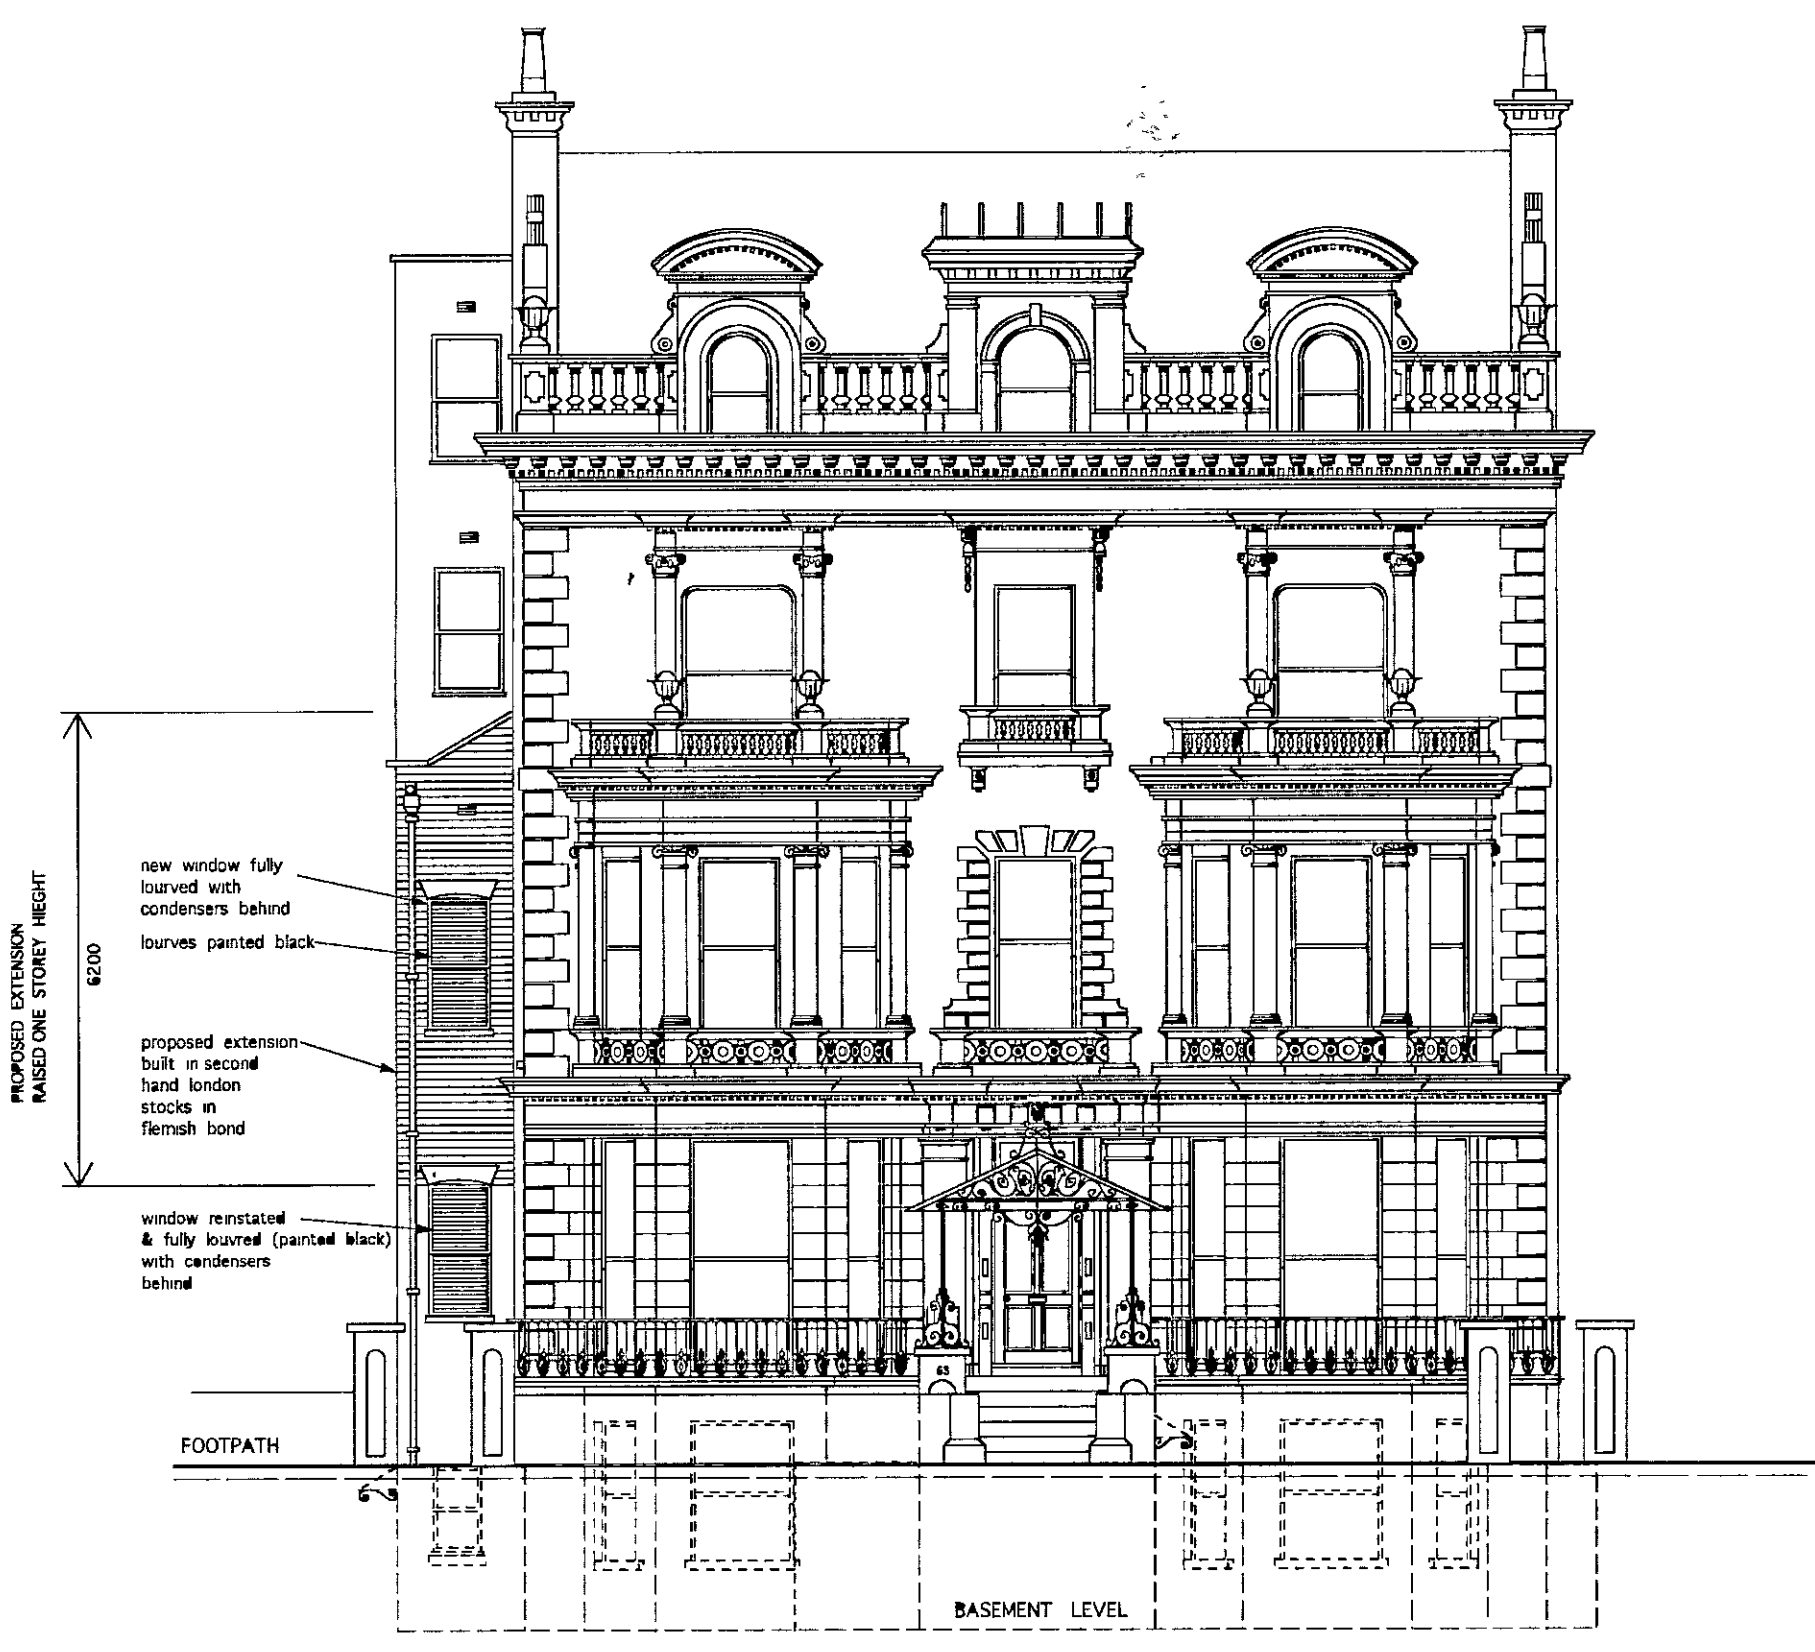 PROPOSED EXTENSION
RAISED ONE STOREY HIEGHT
6200
new window fully
lourved with
condensers behind
lourves painted black
proposed extension
built in second
hand london
stocks in
flemish bond
window reinstated
& fully louvred (painted black)
with condensers
behind
63
FOOTPATH
BASEMENT LEVEL